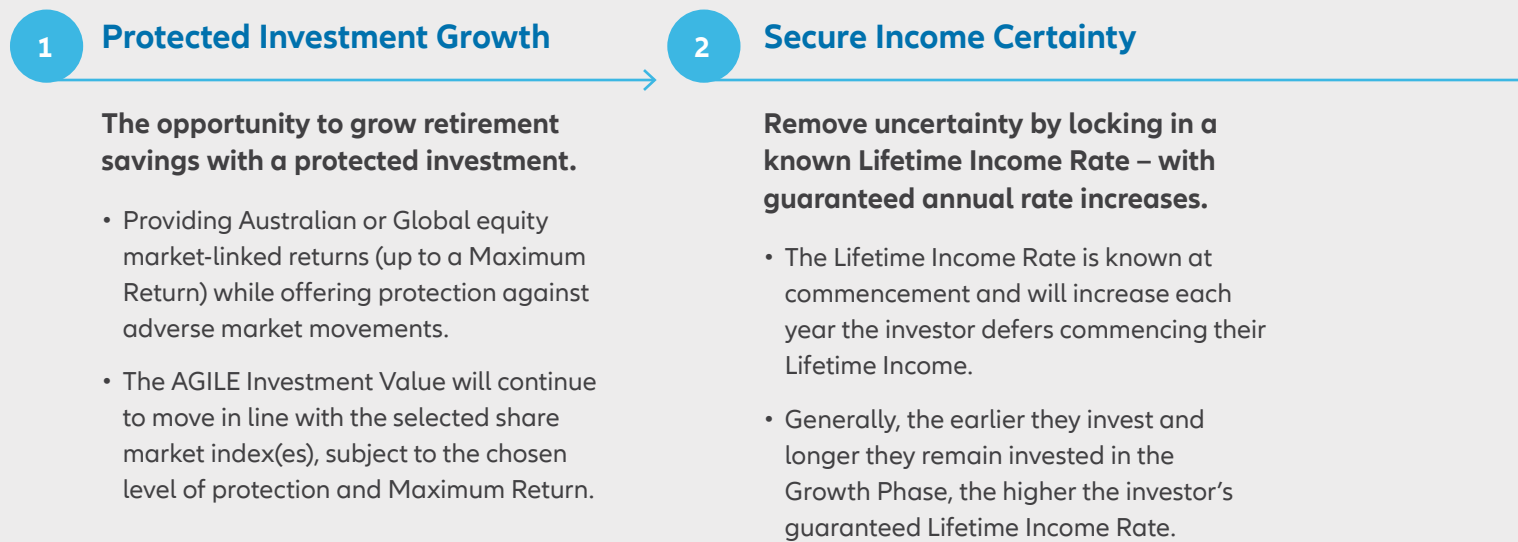 1
Protected Investment Growth
The opportunity to grow retirement
savings with a protected investment.
• Providing Australian or Global equity
market-linked returns (up to a Maximum
Return) while offering protection against
adverse market movements.
• The AGILE Investment Value will continue
to move in line with the selected share
market index(es), subject to the chosen
level of protection and Maximum Return.
2
Secure Income Certainty
Remove uncertainty by locking in a
known Lifetime Income Rate – with
guaranteed annual rate increases.
• The Lifetime Income Rate is known at
commencement and will increase each
year the investor defers commencing their
Lifetime Income.
• Generally, the earlier they invest and
longer they remain invested in the
Growth Phase, the higher the investor’s
guaranteed Lifetime Income Rate.